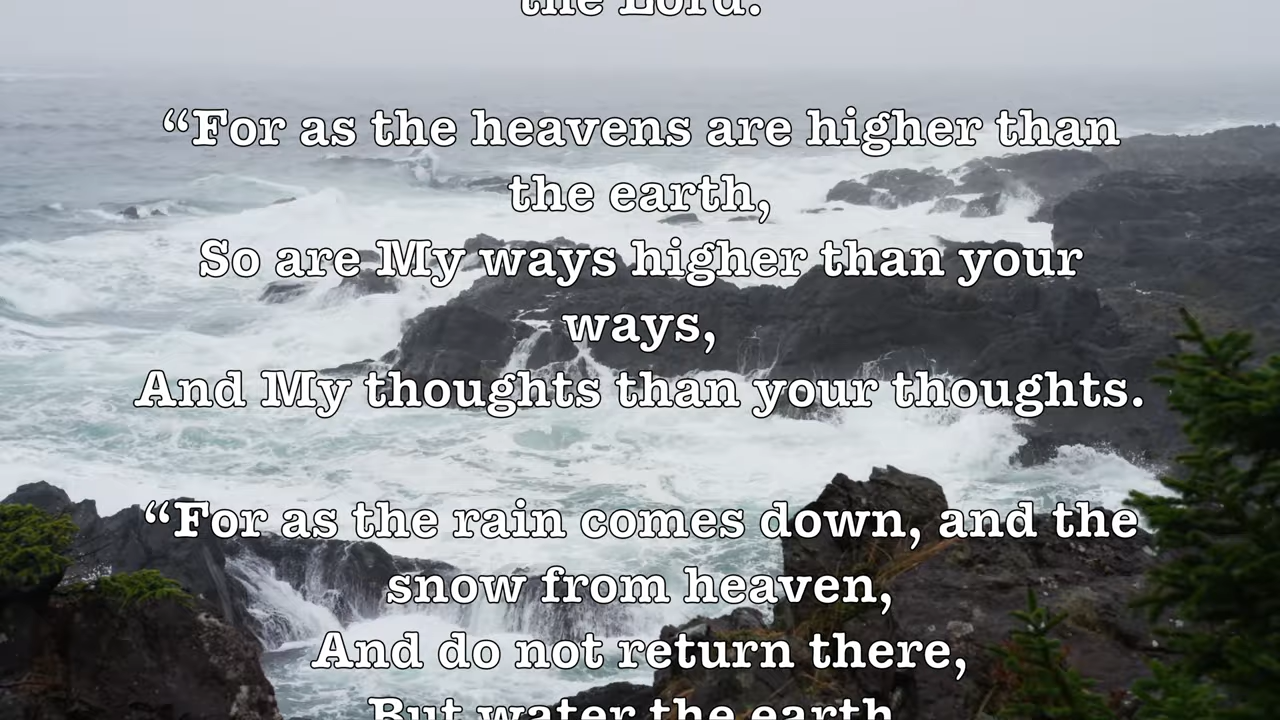 the Lord.
“For as the heavens are higher than
the earth,
So are My ways higher than your
ways,
And My thoughts than your thoughts.
“For as the rain comes down, and the
snow from heaven,
And do not return there,
But water the earth,